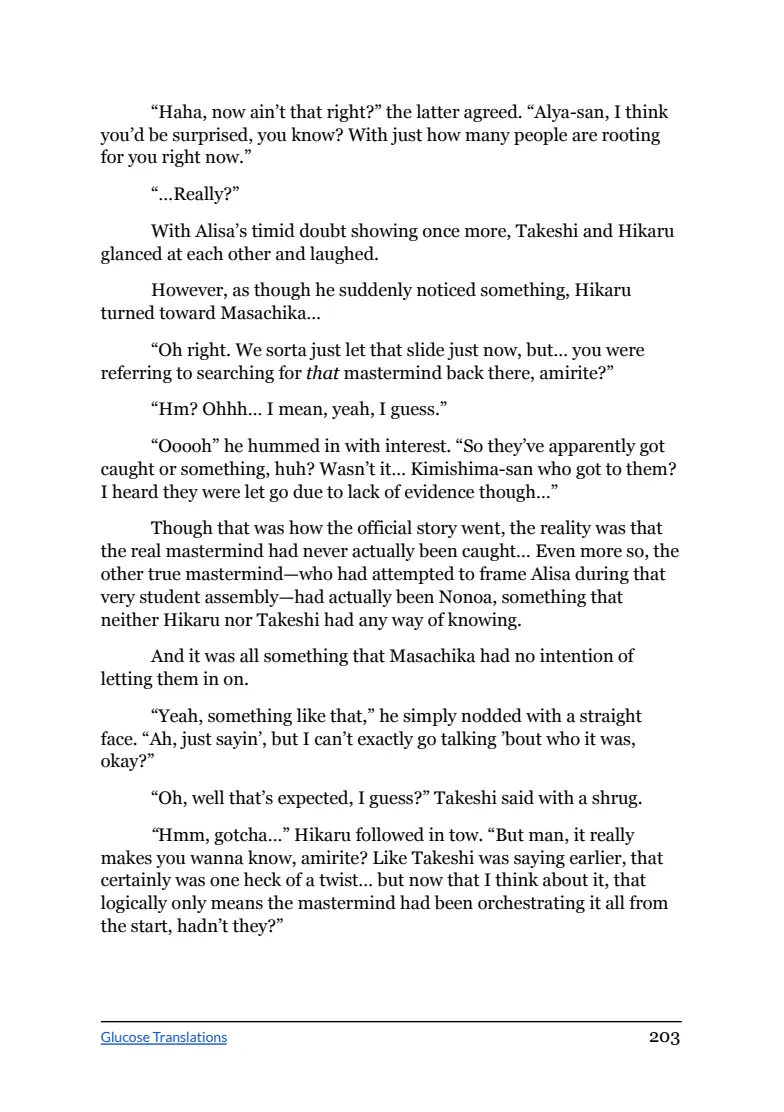 “Haha, now ain’t that right?” the latter agreed. “Alya-san, I think
you’d be surprised, you know? With just how many people are rooting
for you right now.”
“…Really?”
With Alisa’s timid doubt showing once more, Takeshi and Hikaru
glanced at each other and laughed.
However, as though he suddenly noticed something, Hikaru
turned toward Masachika…
“Oh right. We sorta just let that slide just now, but… you were
referring to searching for that mastermind back there, amirite?”
“Hm? Ohhh… I mean, yeah, I guess.”
“Ooooh” he hummed in with interest. “So they’ve apparently got
caught or something, huh? Wasn’t it… Kimishima-san who got to them?
I heard they were let go due to lack of evidence though…”
Though that was how the official story went, the reality was that
the real mastermind had never actually been caught… Even more so, the
other true mastermind—who had attempted to frame Alisa during that
very student assembly—had actually been Nonoa, something that
neither Hikaru nor Takeshi had any way of knowing.
And it was all something that Masachika had no intention of
letting them in on.
“Yeah, something like that,” he simply nodded with a straight
face. “Ah, just sayin’, but I can’t exactly go talking ’bout who it was,
okay?”
“Oh, well that’s expected, I guess?” Takeshi said with a shrug.
“Hmm, gotcha…” Hikaru followed in tow. “But man, it really
makes you wanna know, amirite? Like Takeshi was saying earlier, that
certainly was one heck of a twist… but now that I think about it, that
logically only means the mastermind had been orchestrating it all from
the start, hadn’t they?”
Glucose Translations 203